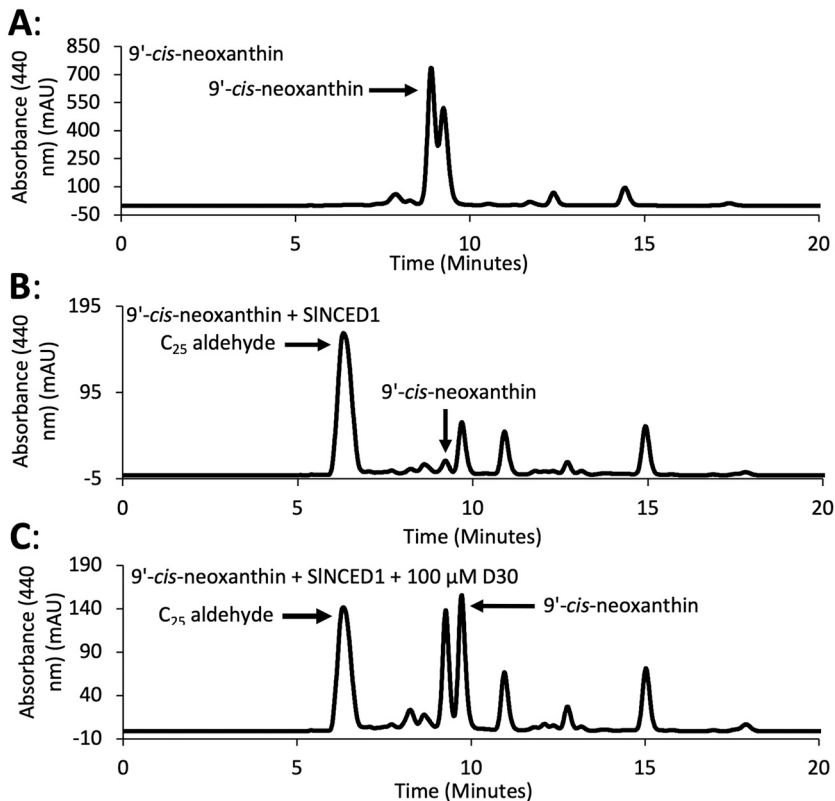 A:
9'-cis-neoxanthin
9'-cis-neoxanthin
Absorbance (440
nm) (mAU)
850
700
550
400
250
100
-50
0
5
10
15
20
Time (Minutes)
B:
9'-cis-neoxanthin + SlNCED1
C25 aldehyde
9'-cis-neoxanthin
Absorbance (440
nm) (mAU)
195
95
-5
0
5
10
15
20
Time (Minutes)
C:
9'-cis-neoxanthin + SlNCED1 + 100 µM D30
C25 aldehyde
9'-cis-neoxanthin
Absorbance (440
nm) (mAU)
190
140
90
40
-10
0
5
10
15
20
Time (Minutes)